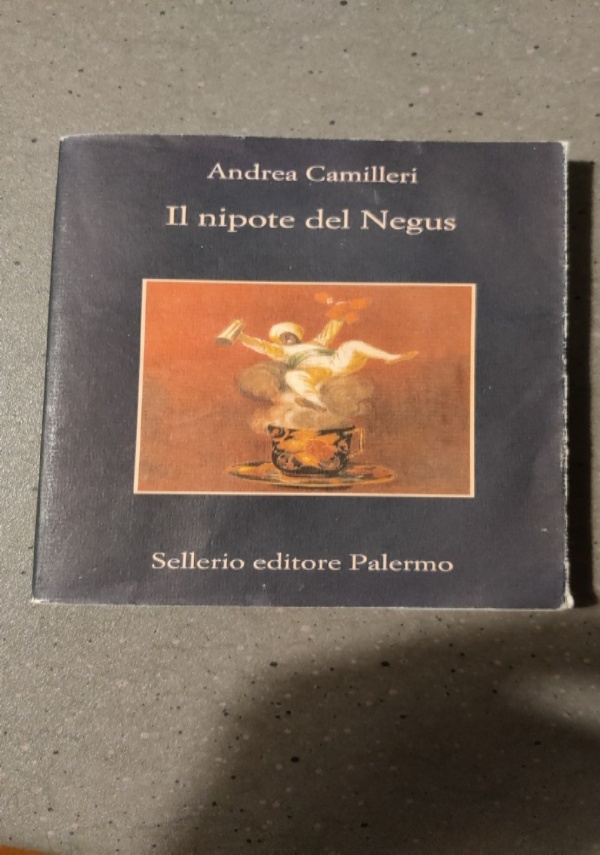 Andrea Camilleri
Il nipote del Negus
Sellerio editore Palermo